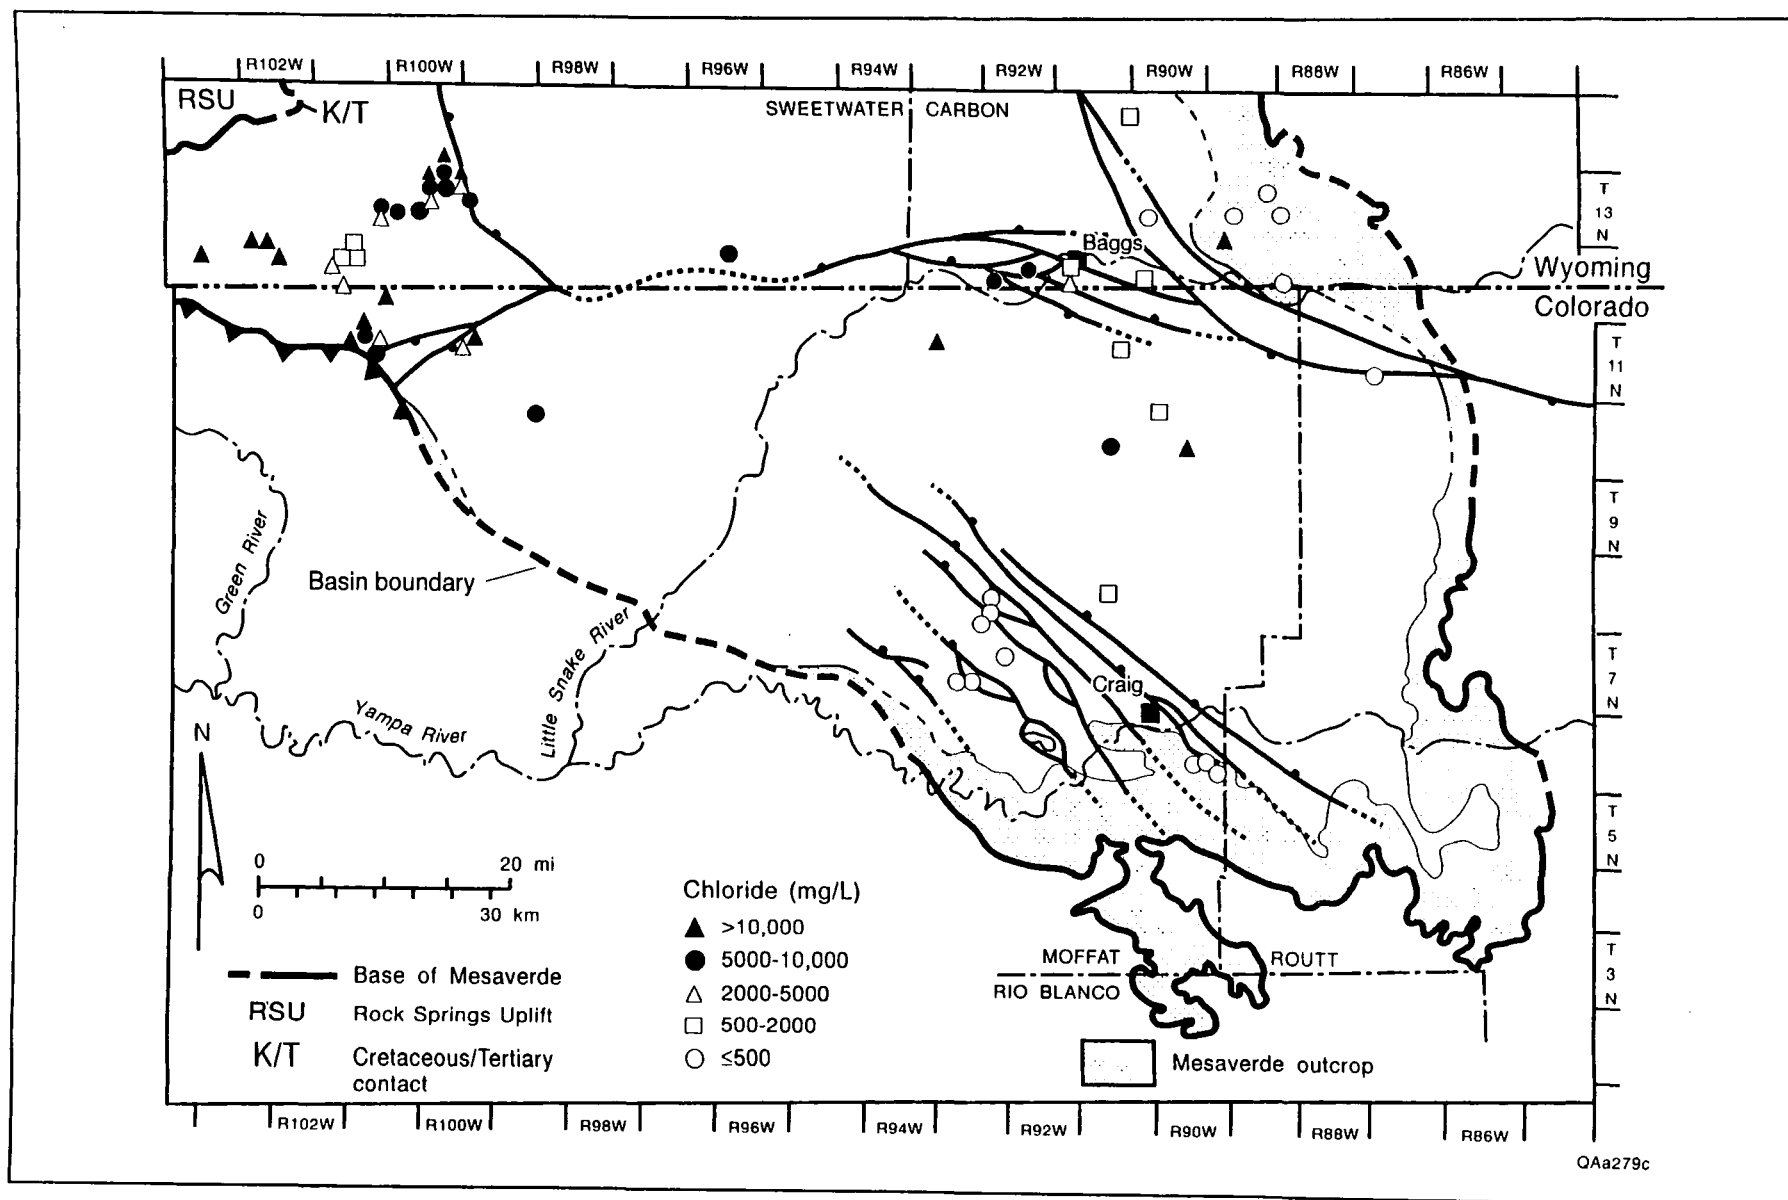 R102W R100W R98W R96W R94W R92W R90W R88W R86W
RSU
K/T
SWEETWATER CARBON
T
13
N
Baggs
Wyoming
Colorado
T
11
N
T
9
N
Green River
Basin boundary
Little Snake River
T
7
N
Craig
N
Yampa River
T
5
N
0 20 mi
0 30 km
Chloride (mg/L)
>10,000
5000-10,000
2000-5000
500-2000
≤500
Base of Mesaverde
RSU Rock Springs Uplift
K/T Cretaceous/Tertiary
contact
MOFFAT ROUTT
RIO BLANCO
T
3
N
Mesaverde outcrop
R102W R100W R98W R96W R94W R92W R90W R88W R86W
QAa279c